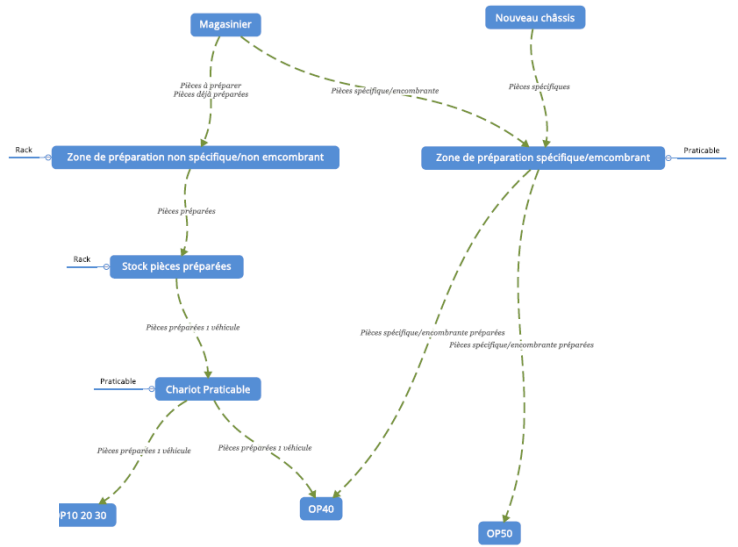 Magasinier
Nouveau châssis
Pièces à préparer
Pièces déjà préparées
Pièces spécifique/encombrante
Pièces spécifiques
Rack
Zone de préparation non spécifique/non emcombrant
Zone de préparation spécifique/emcombrant
Praticable
Pièces préparées
Rack
Stock pièces préparées
Pièces préparées 1 véhicule
Pièces spécifique/encombrante préparées
Pièces spécifique/encombrante préparées
Praticable
Chariot Praticable
Pièces préparées 1 véhicule
Pièces préparées 1 véhicule
OP40
P10 20 30
OP50